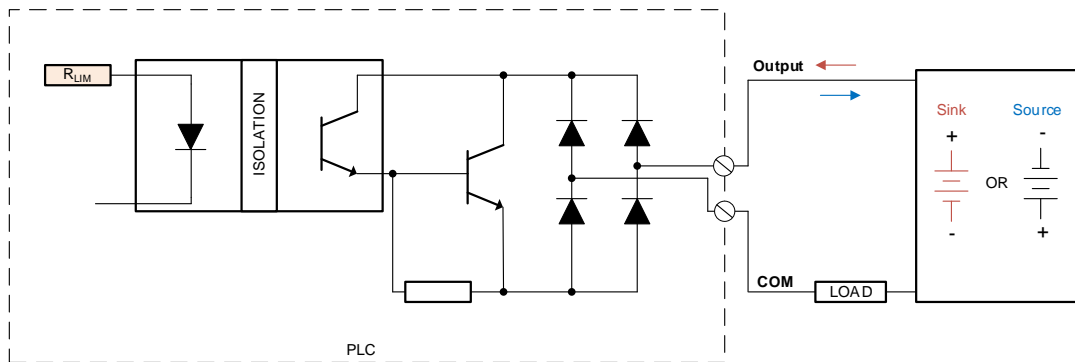 RLIM
ISOLATION
Output
Sink
Source
+
-
OR
-
+
COM
LOAD
PLC